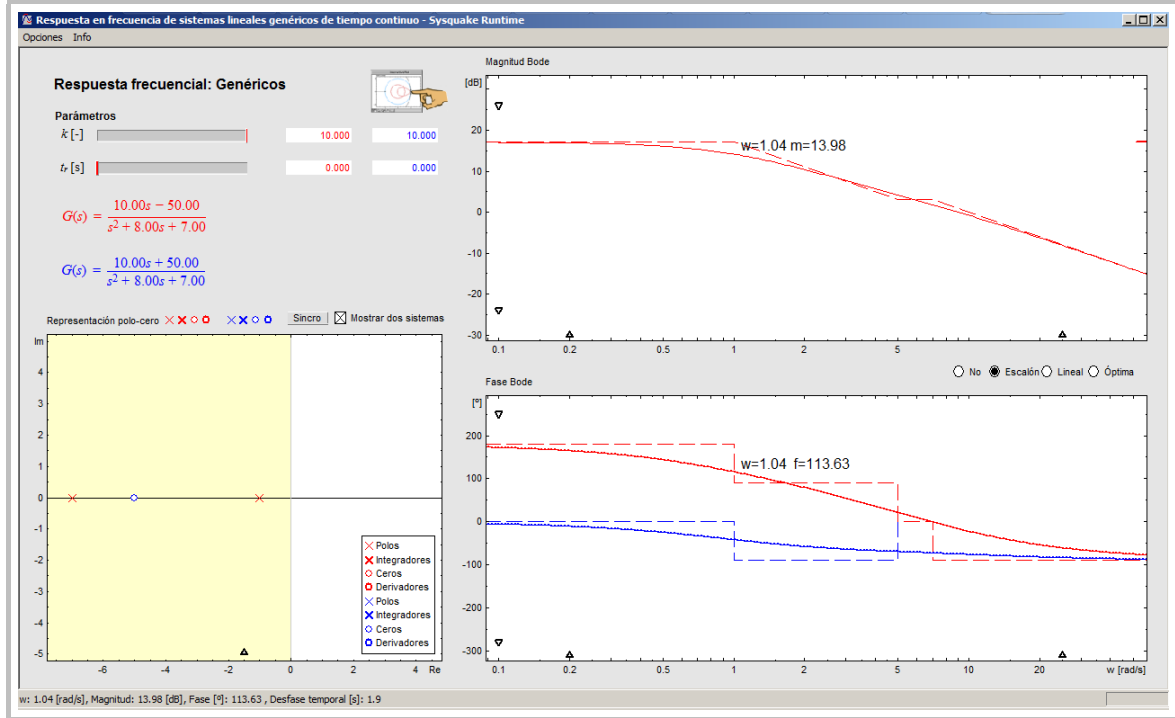 Respuesta en frecuencia de sistemas lineales genéricos de tiempo continuo - Sysquake Runtime
Opciones Info
Respuesta frecuencial: Genéricos
Parámetros
k [-] 10.000 10.000
tr [s] 0.000 0.000
G(s) = (10.00s − 50.00) / (s² + 8.00s + 7.00)
G(s) = (10.00s + 50.00) / (s² + 8.00s + 7.00)
Representación polo-cero Sincro Mostrar dos sistemas
Im
4
3
2
1
0
-1
-2
-3
-4
-5
-6 -4 -2 0 2 4 Re
Polos
Integradores
Ceros
Derivadores
Polos
Integradores
Ceros
Derivadores
Magnitud Bode
[dB]
20
10
0
-10
-20
-30
w=1.04 m=13.98
0.1 0.2 0.5 1 2 5
No Escalón Lineal Óptima
Fase Bode
[º]
200
100
0
-100
-200
-300
w=1.04 f=113.63
0.1 0.2 0.5 1 2 5 10 20 w [rad/s]
w: 1.04 [rad/s], Magnitud: 13.98 [dB], Fase [º]: 113.63 , Desfase temporal [s]: 1.9